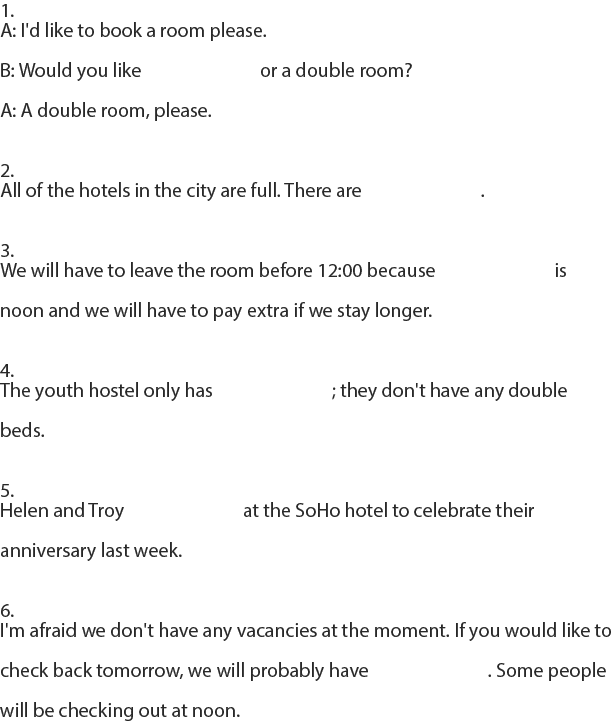 1.
A: I'd like to book a room please.
B: Would you like or a double room?
A: A double room, please.
2.
All of the hotels in the city are full. There are .
3.
We will have to leave the room before 12:00 because is
noon and we will have to pay extra if we stay longer.
4.
The youth hostel only has ; they don't have any double
beds.
5.
Helen and Troy at the SoHo hotel to celebrate their
anniversary last week.
6.
I'm afraid we don't have any vacancies at the moment. If you would like to
check back tomorrow, we will probably have . Some people
will be checking out at noon.